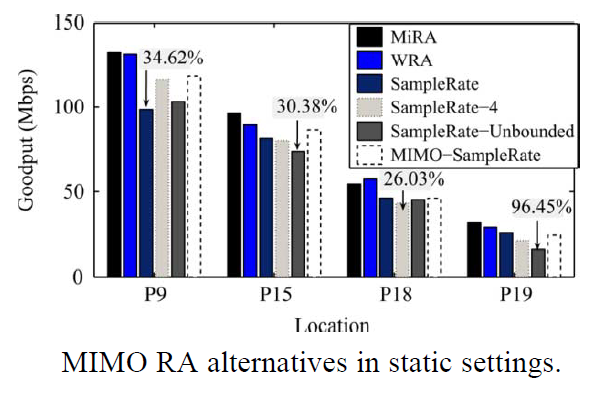 150
100
50
0
Goodput (Mbps)
MiRA
WRA
SampleRate
SampleRate-4
SampleRate-Unbounded
MIMO-SampleRate
34.62%
30.38%
26.03%
96.45%
P9 P15 P18 P19
Location
MIMO RA alternatives in static settings.